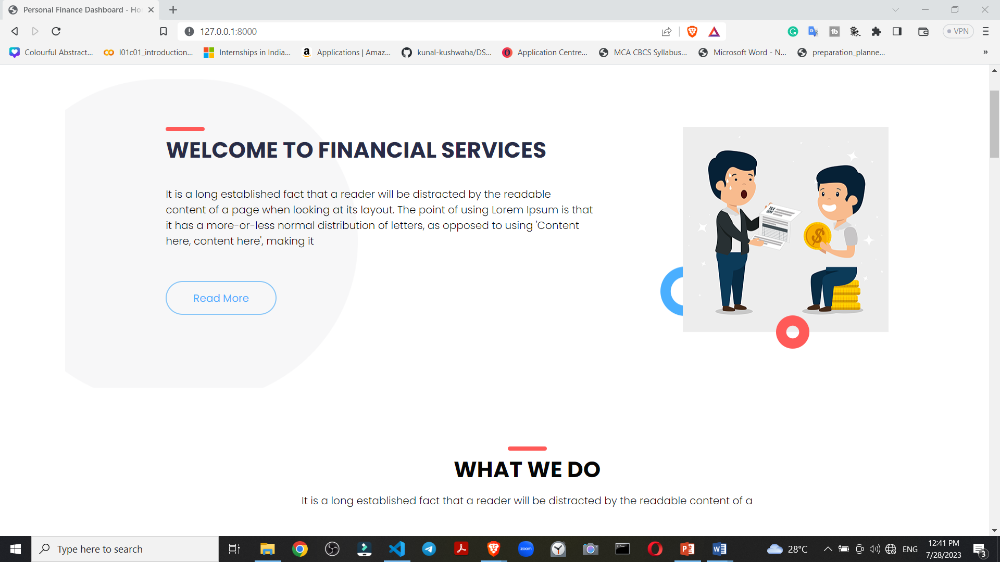 Personal Finance Dashboard - Ho
127.0.0.1:8000
VPN
Colourful Abstract...
l01c01_introduction...
Internships in India...
Applications | Amaz...
kunal-kushwaha/DS...
Application Centre...
MCA CBCS Syllabus...
Microsoft Word - N...
preparation_planne...
»
WELCOME TO FINANCIAL SERVICES
It is a long established fact that a reader will be distracted by the readable
content of a page when looking at its layout. The point of using Lorem Ipsum is that
it has a more-or-less normal distribution of letters, as opposed to using 'Content
here, content here', making it
Read More
TAX
DAY
$
WHAT WE DO
It is a long established fact that a reader will be distracted by the readable content of a
Type here to search
zoom
28°C
ENG
12:41 PM
7/28/2023
3